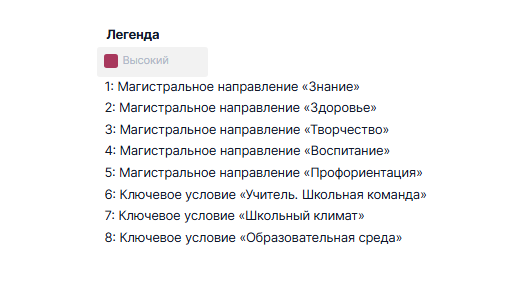 Легенда
Высокий
1: Магистральное направление «Знание»
2: Магистральное направление «Здоровье»
3: Магистральное направление «Творчество»
4: Магистральное направление «Воспитание»
5: Магистральное направление «Профориентация»
6: Ключевое условие «Учитель. Школьная команда»
7: Ключевое условие «Школьный климат»
8: Ключевое условие «Образовательная среда»